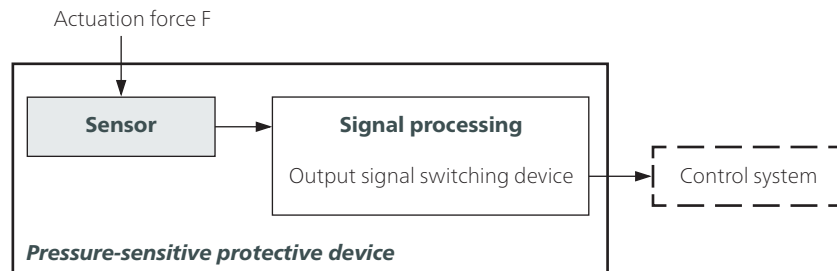 Actuation force F
Sensor
Signal processing
Output signal switching device
Control system
Pressure-sensitive protective device